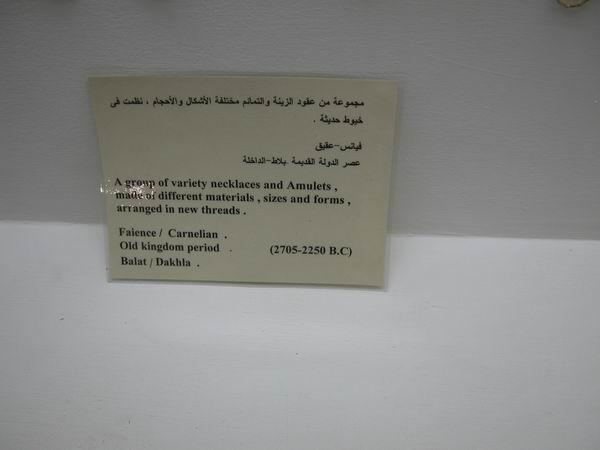 مجموعة من عقود الزينة والتمائم مختلفة الأشكال والأحجام ، نظمت فى
خيوط حديثة .
فيانس-عقيق
عصر الدولة القديمة بلاط-الداخلة
A group of variety necklaces and Amulets ,
made of different materials , sizes and forms ,
arranged in new threads .
Faience / Carnelian .
Old kingdom period . (2705-2250 B.C)
Balat / Dakhla .